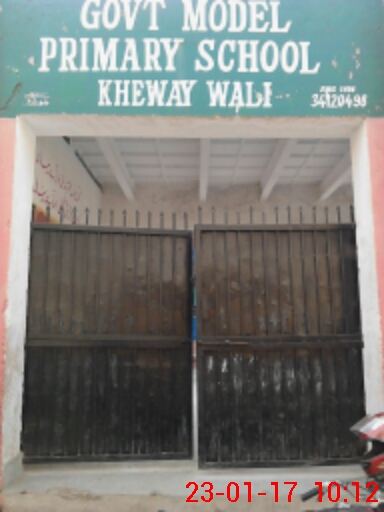 GOVT MODEL
PRIMARY SCHOOL
KHEWAY WALI
34120498
23-01-17 10:12